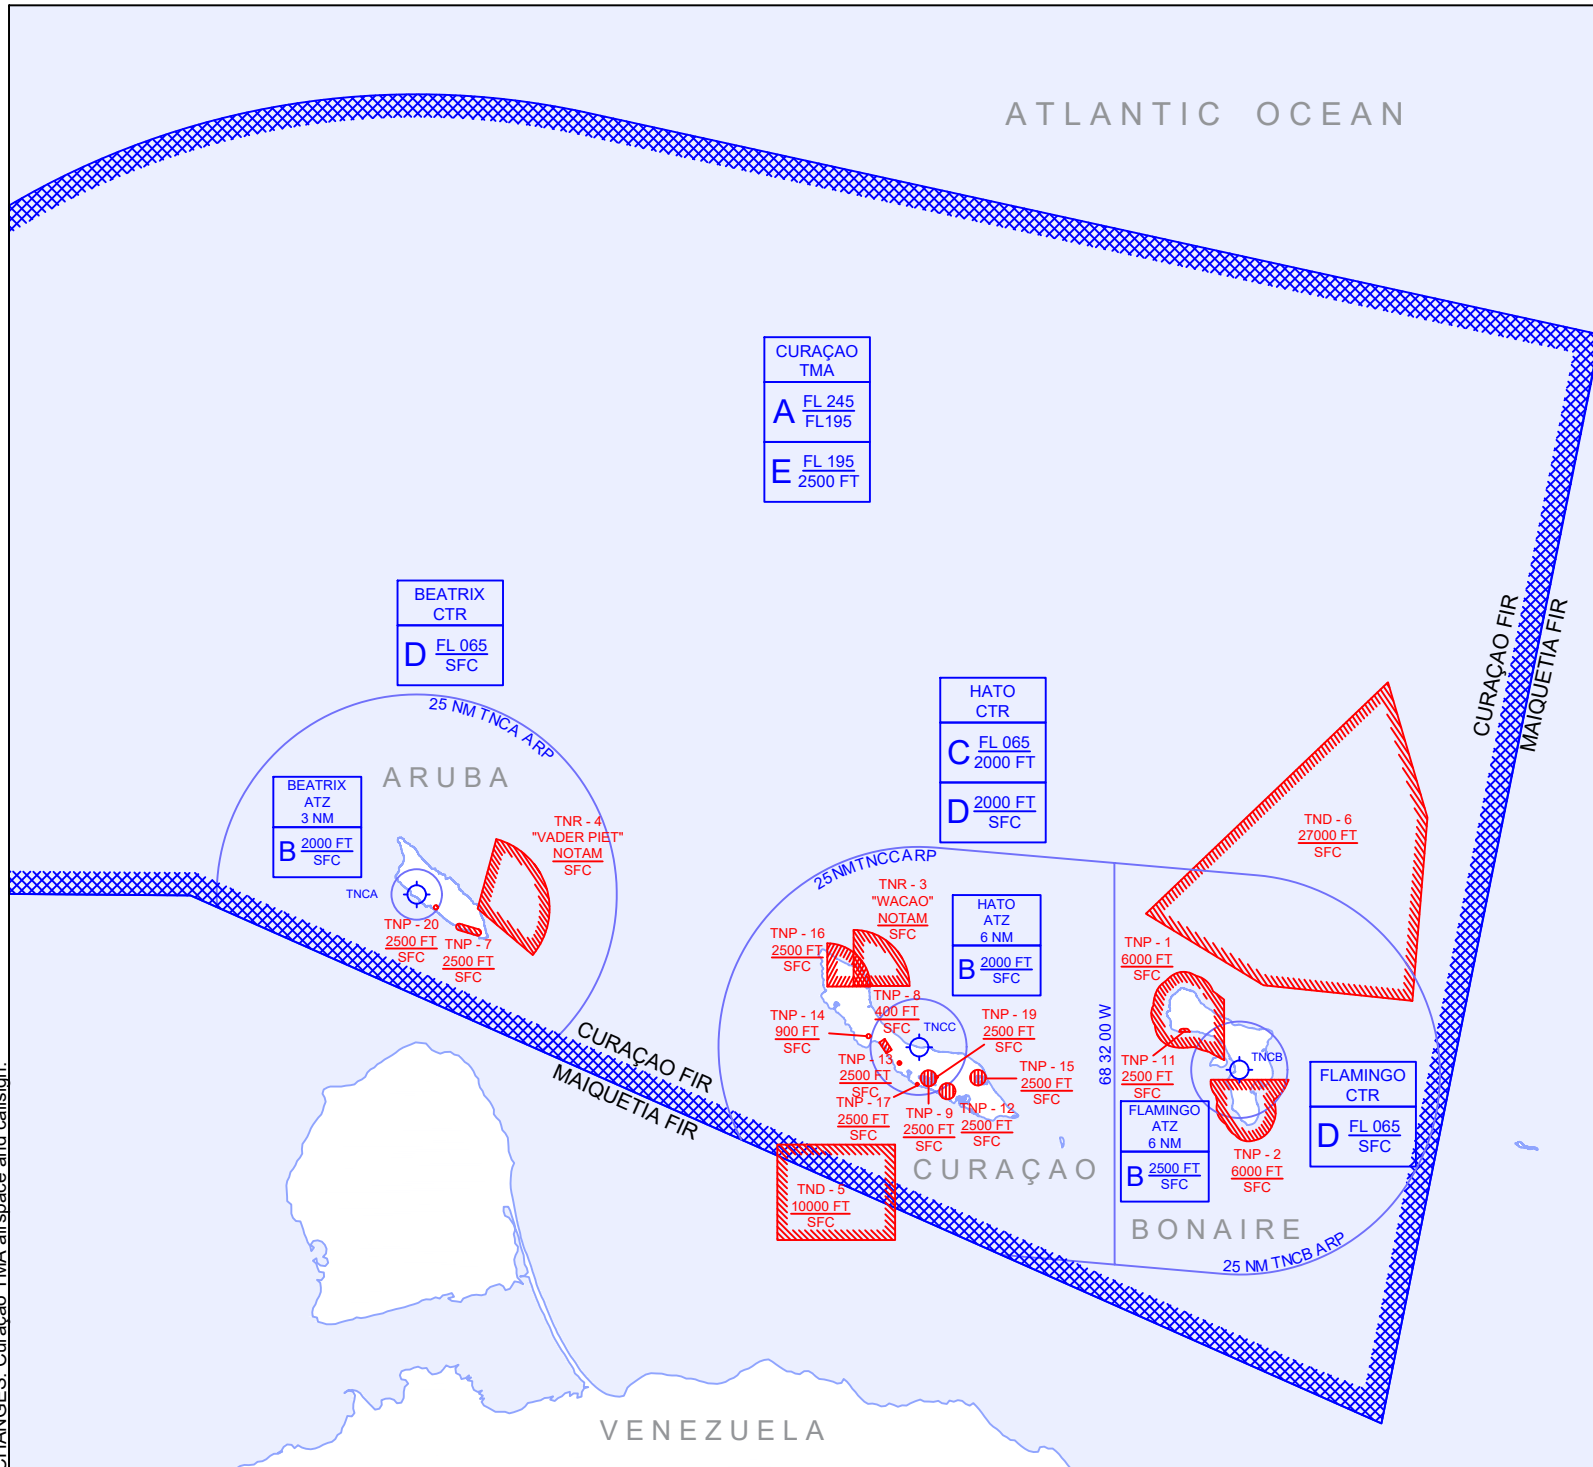 ATLANTIC OCEAN
CURAÇAO
TMA
A FL 245
FL195
E FL 195
2500 FT
BEATRIX
CTR
D FL 065
SFC
25 NM TNCA ARP
ARUBA
BEATRIX
ATZ
3 NM
B 2000 FT
SFC
TNCA
TNR - 4
"VADER PIET"
NOTAM
SFC
TNP - 20
2500 FT
SFC
TNP - 7
2500 FT
SFC
CURAÇAO FIR
MAIQUETIA FIR
HATO
CTR
C FL 065
2000 FT
D 2000 FT
SFC
25 NM TNCC ARP
TNR - 3
"WACAO"
NOTAM
SFC
HATO
ATZ
6 NM
B 2000 FT
SFC
TNP - 16
2500 FT
SFC
TNP - 8
400 FT
SFC
TNP - 14
900 FT
SFC
TNCC
TNP - 19
2500 FT
SFC
TNP - 13
2500 FT
SFC
TNP - 15
2500 FT
SFC
TNP - 17
2500 FT
SFC
TNP - 9
2500 FT
SFC
TNP - 12
2500 FT
SFC
CURAÇAO
TND - 5
10000 FT
SFC
68 32 00 W
CURAÇAO FIR
MAIQUETIA FIR
TND - 6
27000 FT
SFC
TNP - 1
6000 FT
SFC
TNP - 11
2500 FT
SFC
TNCB
FLAMINGO
CTR
D FL 065
SFC
FLAMINGO
ATZ
6 NM
B 2500 FT
SFC
TNP - 2
6000 FT
SFC
BONAIRE
25 NM TNCB ARP
VENEZUELA
CHANGES: Curaçao TMA airspace and callsign.